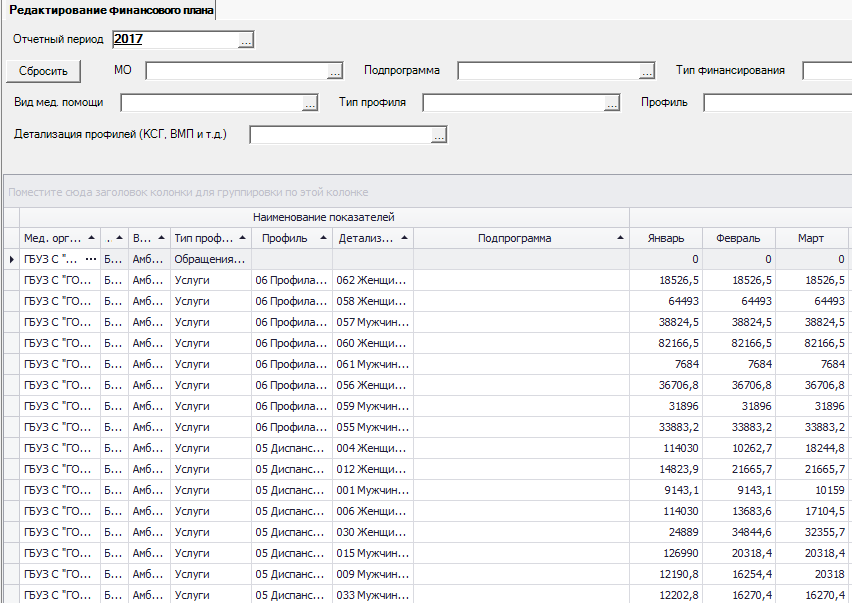 Редактирование Финансового плана
Отчетный период 2017 ...
Сбросить МО ... Подпрограмма ... Тип финансирования
Вид мед. помощи ... Тип профиля ... Профиль
Детализация профилей (КСГ, ВМП и т.д.) ...
Поместите сюда заголовок колонки для группировки по этой колонке
Наименование показателей
Мед. орг... . В... Тип проф... Профиль Детализ... Подпрограмма Январь Февраль Март
ГБУЗ С "... ... Б... Амб... Обращения... 0 0 0
ГБУЗ С "ГО... Б... Амб... Услуги 06 Профила... 062 Женщи... 18526,5 18526,5 18526,5
ГБУЗ С "ГО... Б... Амб... Услуги 06 Профила... 058 Женщи... 64493 64493 64493
ГБУЗ С "ГО... Б... Амб... Услуги 06 Профила... 057 Мужчин... 38824,5 38824,5 38824,5
ГБУЗ С "ГО... Б... Амб... Услуги 06 Профила... 060 Женщи... 82166,5 82166,5 82166,5
ГБУЗ С "ГО... Б... Амб... Услуги 06 Профила... 061 Мужчин... 7684 7684 7684
ГБУЗ С "ГО... Б... Амб... Услуги 06 Профила... 056 Женщи... 36706,8 36706,8 36706,8
ГБУЗ С "ГО... Б... Амб... Услуги 06 Профила... 059 Мужчин... 31896 31896 31896
ГБУЗ С "ГО... Б... Амб... Услуги 06 Профила... 055 Мужчин... 33883,2 33883,2 33883,2
ГБУЗ С "ГО... Б... Амб... Услуги 05 Диспанс... 004 Женщи... 114030 10262,7 18244,8
ГБУЗ С "ГО... Б... Амб... Услуги 05 Диспанс... 012 Женщи... 14823,9 21665,7 21665,7
ГБУЗ С "ГО... Б... Амб... Услуги 05 Диспанс... 001 Мужчин... 9143,1 9143,1 10159
ГБУЗ С "ГО... Б... Амб... Услуги 05 Диспанс... 006 Женщи... 114030 13683,6 17104,5
ГБУЗ С "ГО... Б... Амб... Услуги 05 Диспанс... 030 Женщи... 24889 34844,6 32355,7
ГБУЗ С "ГО... Б... Амб... Услуги 05 Диспанс... 015 Мужчин... 126990 20318,4 20318,4
ГБУЗ С "ГО... Б... Амб... Услуги 05 Диспанс... 009 Мужчин... 12190,8 16254,4 20318
ГБУЗ С "ГО... Б... Амб... Услуги 05 Диспанс... 033 Мужчин... 12202,8 16270,4 16270,4